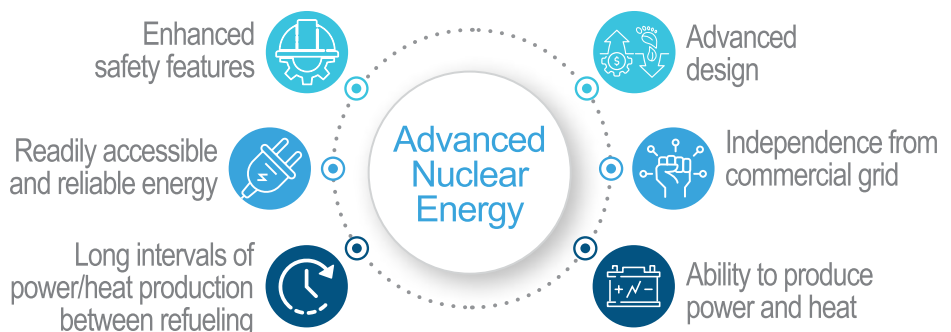 Enhanced
safety features
Readily accessible
and reliable energy
Long intervals of
power/heat production
between refueling
Advanced
Nuclear
Energy
$
Advanced
design
Independence from
commercial grid
+ -
Ability to produce
power and heat